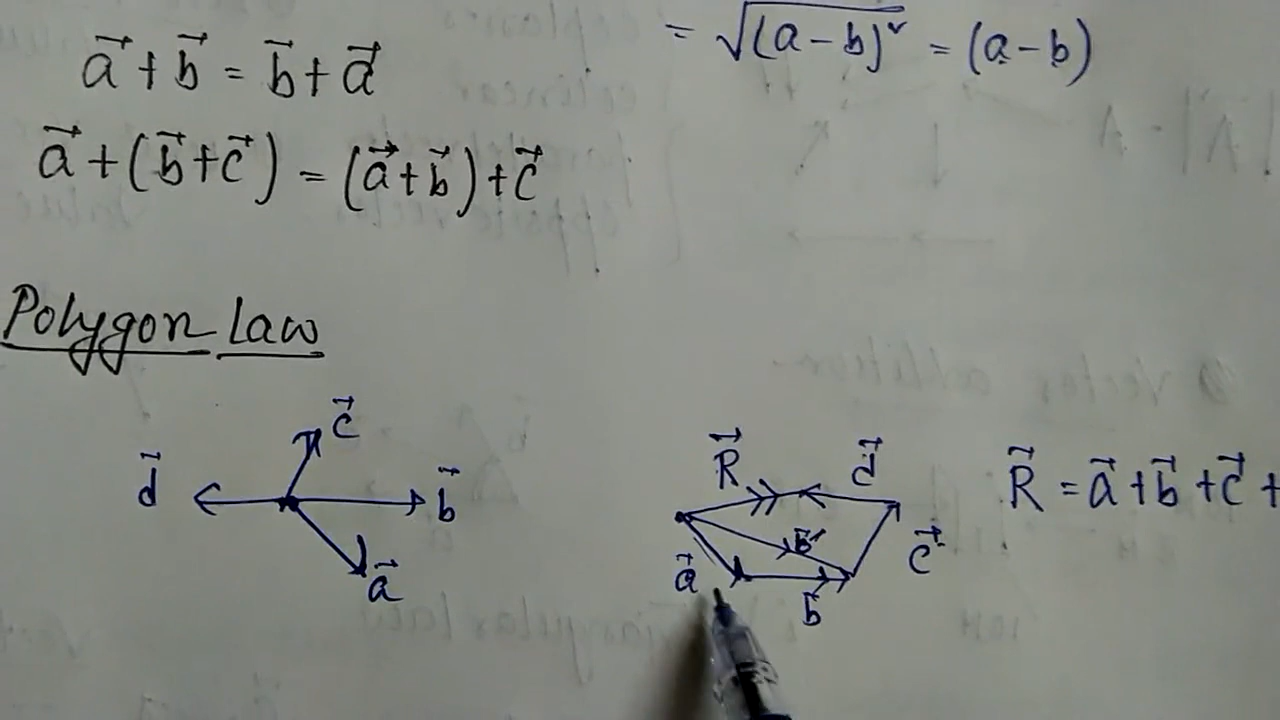 = √(a-b)² = (a-b)
a⃗ + b⃗ = b⃗ + a⃗
a⃗ + (b⃗ + c⃗) = (a⃗ + b⃗) + c⃗
Polygon Law
c⃗
d⃗
b⃗
a⃗
R⃗
d⃗
c⃗
a⃗
b⃗
R⃗ = a⃗ + b⃗ + c⃗ +